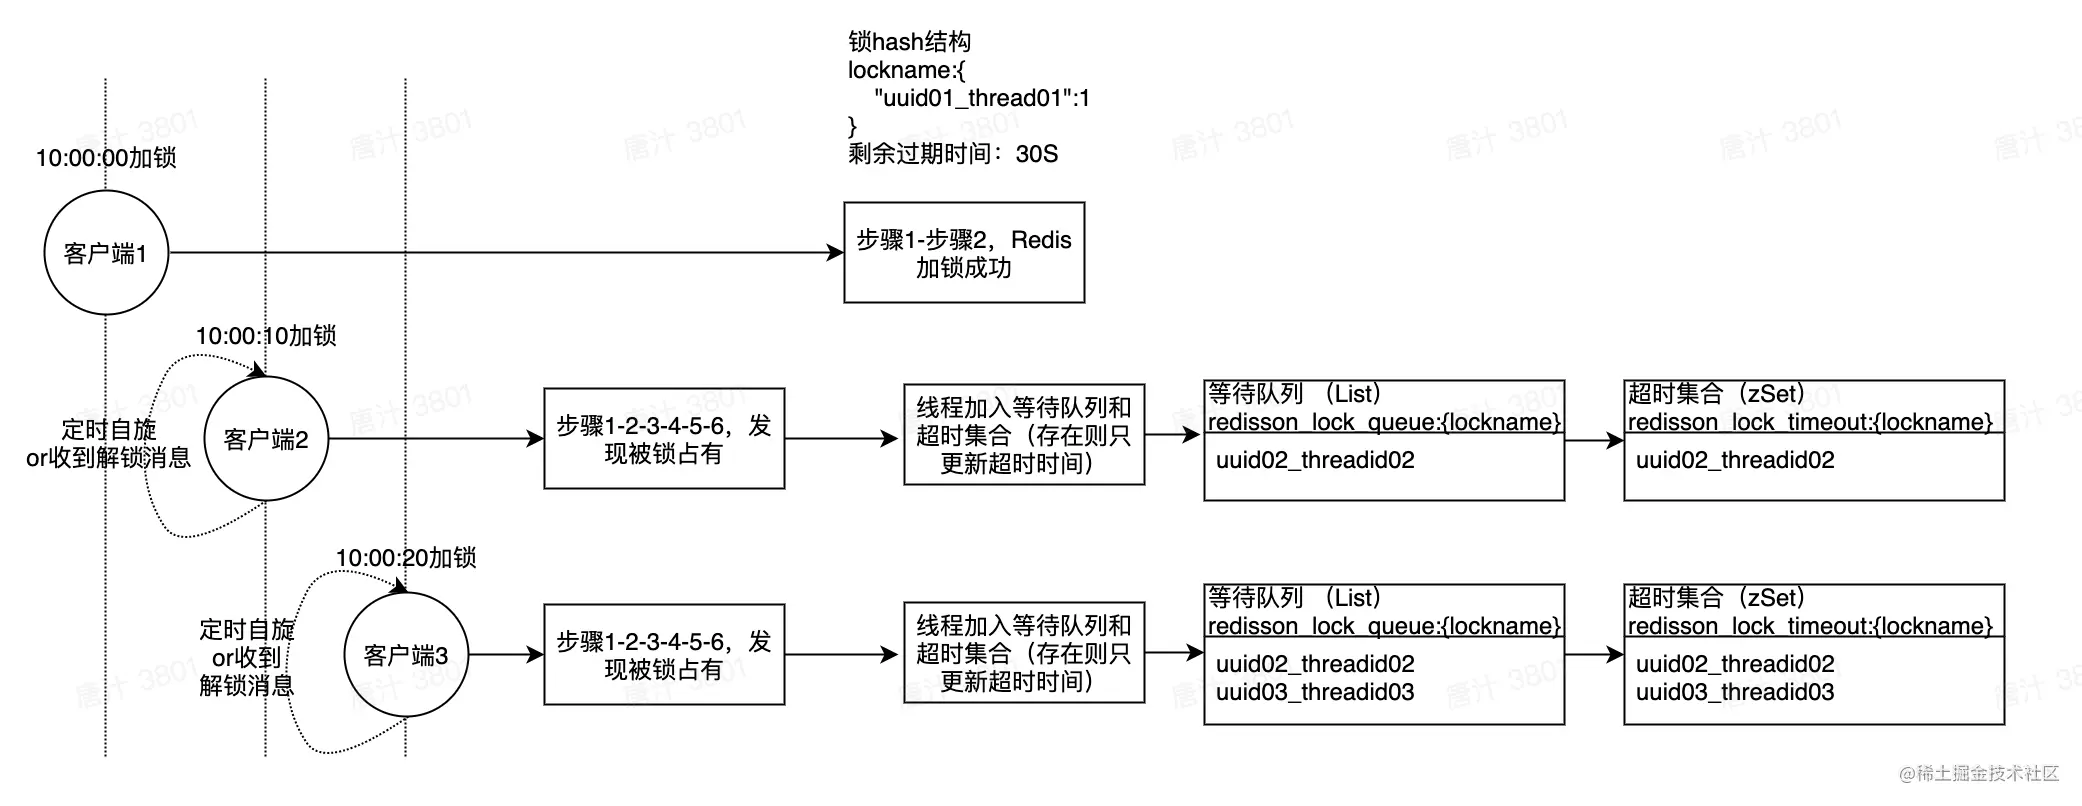 锁hash结构
lockname:{
"uuid01_thread01":1
}
剩余过期时间：30S
10:00:00加锁
客户端1
步骤1-步骤2，Redis
加锁成功
10:00:10加锁
定时自旋
or收到解锁消息
客户端2
步骤1-2-3-4-5-6，发
现被锁占有
线程加入等待队列和
超时集合（存在则只
更新超时时间）
等待队列 （List）
redisson_lock_queue:{lockname}
uuid02_threadid02
超时集合（zSet）
redisson_lock_timeout:{lockname}
uuid02_threadid02
10:00:20加锁
定时自旋
or收到
解锁消息
客户端3
步骤1-2-3-4-5-6，发
现被锁占有
线程加入等待队列和
超时集合（存在则只
更新超时时间）
等待队列 （List）
redisson_lock_queue:{lockname}
uuid02_threadid02
uuid03_threadid03
超时集合（zSet）
redisson_lock_timeout:{lockname}
uuid02_threadid02
uuid03_threadid03
唐汁 3801
@稀土掘金技术社区